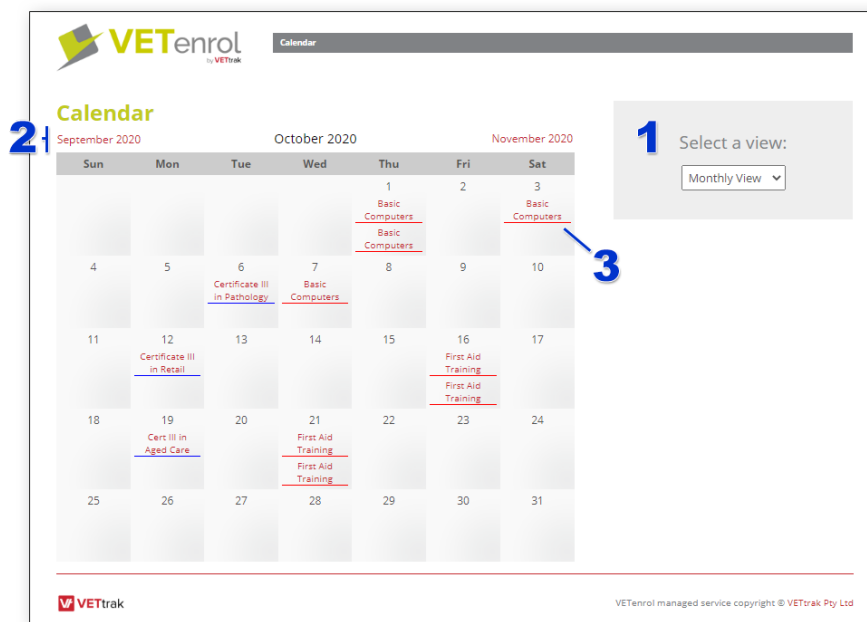 VETenrol
by VETtrak
Calendar
Calendar
2
September 2020 October 2020 November 2020
Sun Mon Tue Wed Thu Fri Sat
1 2 3
Basic Basic
Computers Computers
Basic
Computers
4 5 6 7 8 9 10
Certificate III Basic
in Pathology Computers
11 12 13 14 15 16 17
Certificate III First Aid
in Retail Training
First Aid
Training
18 19 20 21 22 23 24
Cert III in First Aid
Aged Care Training
First Aid
Training
25 26 27 28 29 30 31
1
Select a view:
Monthly View
3
VETtrak
VETenrol managed service copyright © VETtrak Pty Ltd